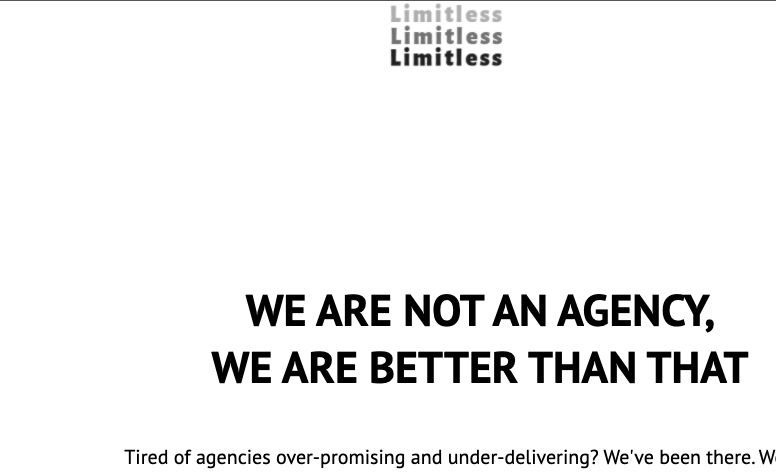 Limitless
Limitless
Limitless
WE ARE NOT AN AGENCY,
WE ARE BETTER THAN THAT
Tired of agencies over-promising and under-delivering? We've been there.